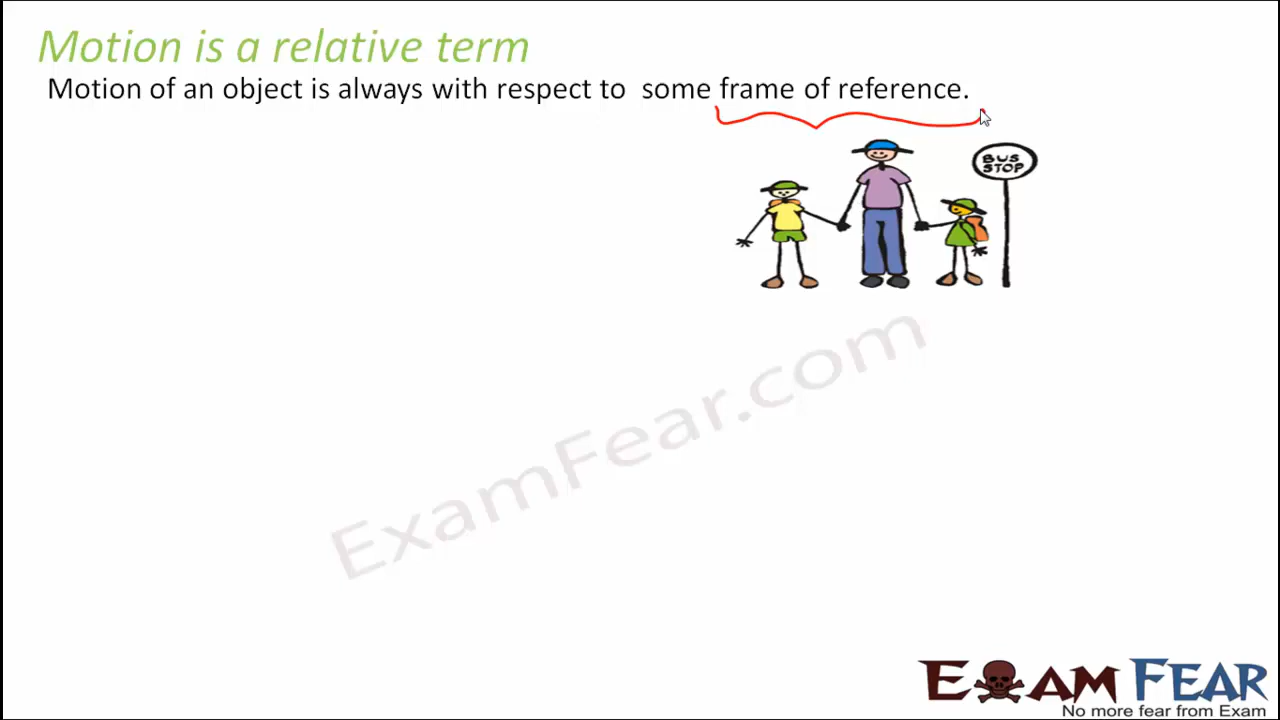 Motion is a relative term
Motion of an object is always with respect to some frame of reference.
BUS
STOP
ExamFear.com
EXAM FEAR
No more fear from Exam